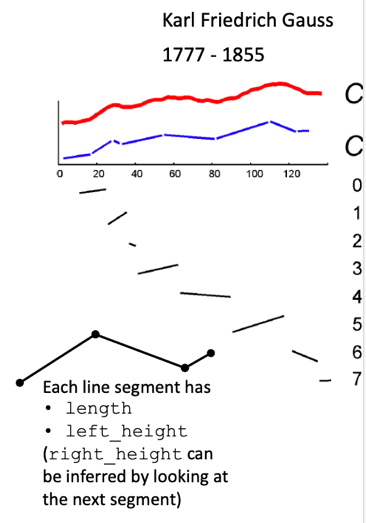 Karl Friedrich Gauss
1777 - 1855
C
C
0 20 40 60 80 100 120
0
1
2
3
4
5
6
7
Each line segment has
• length
• left_height
(right_height can
be inferred by looking at
the next segment)